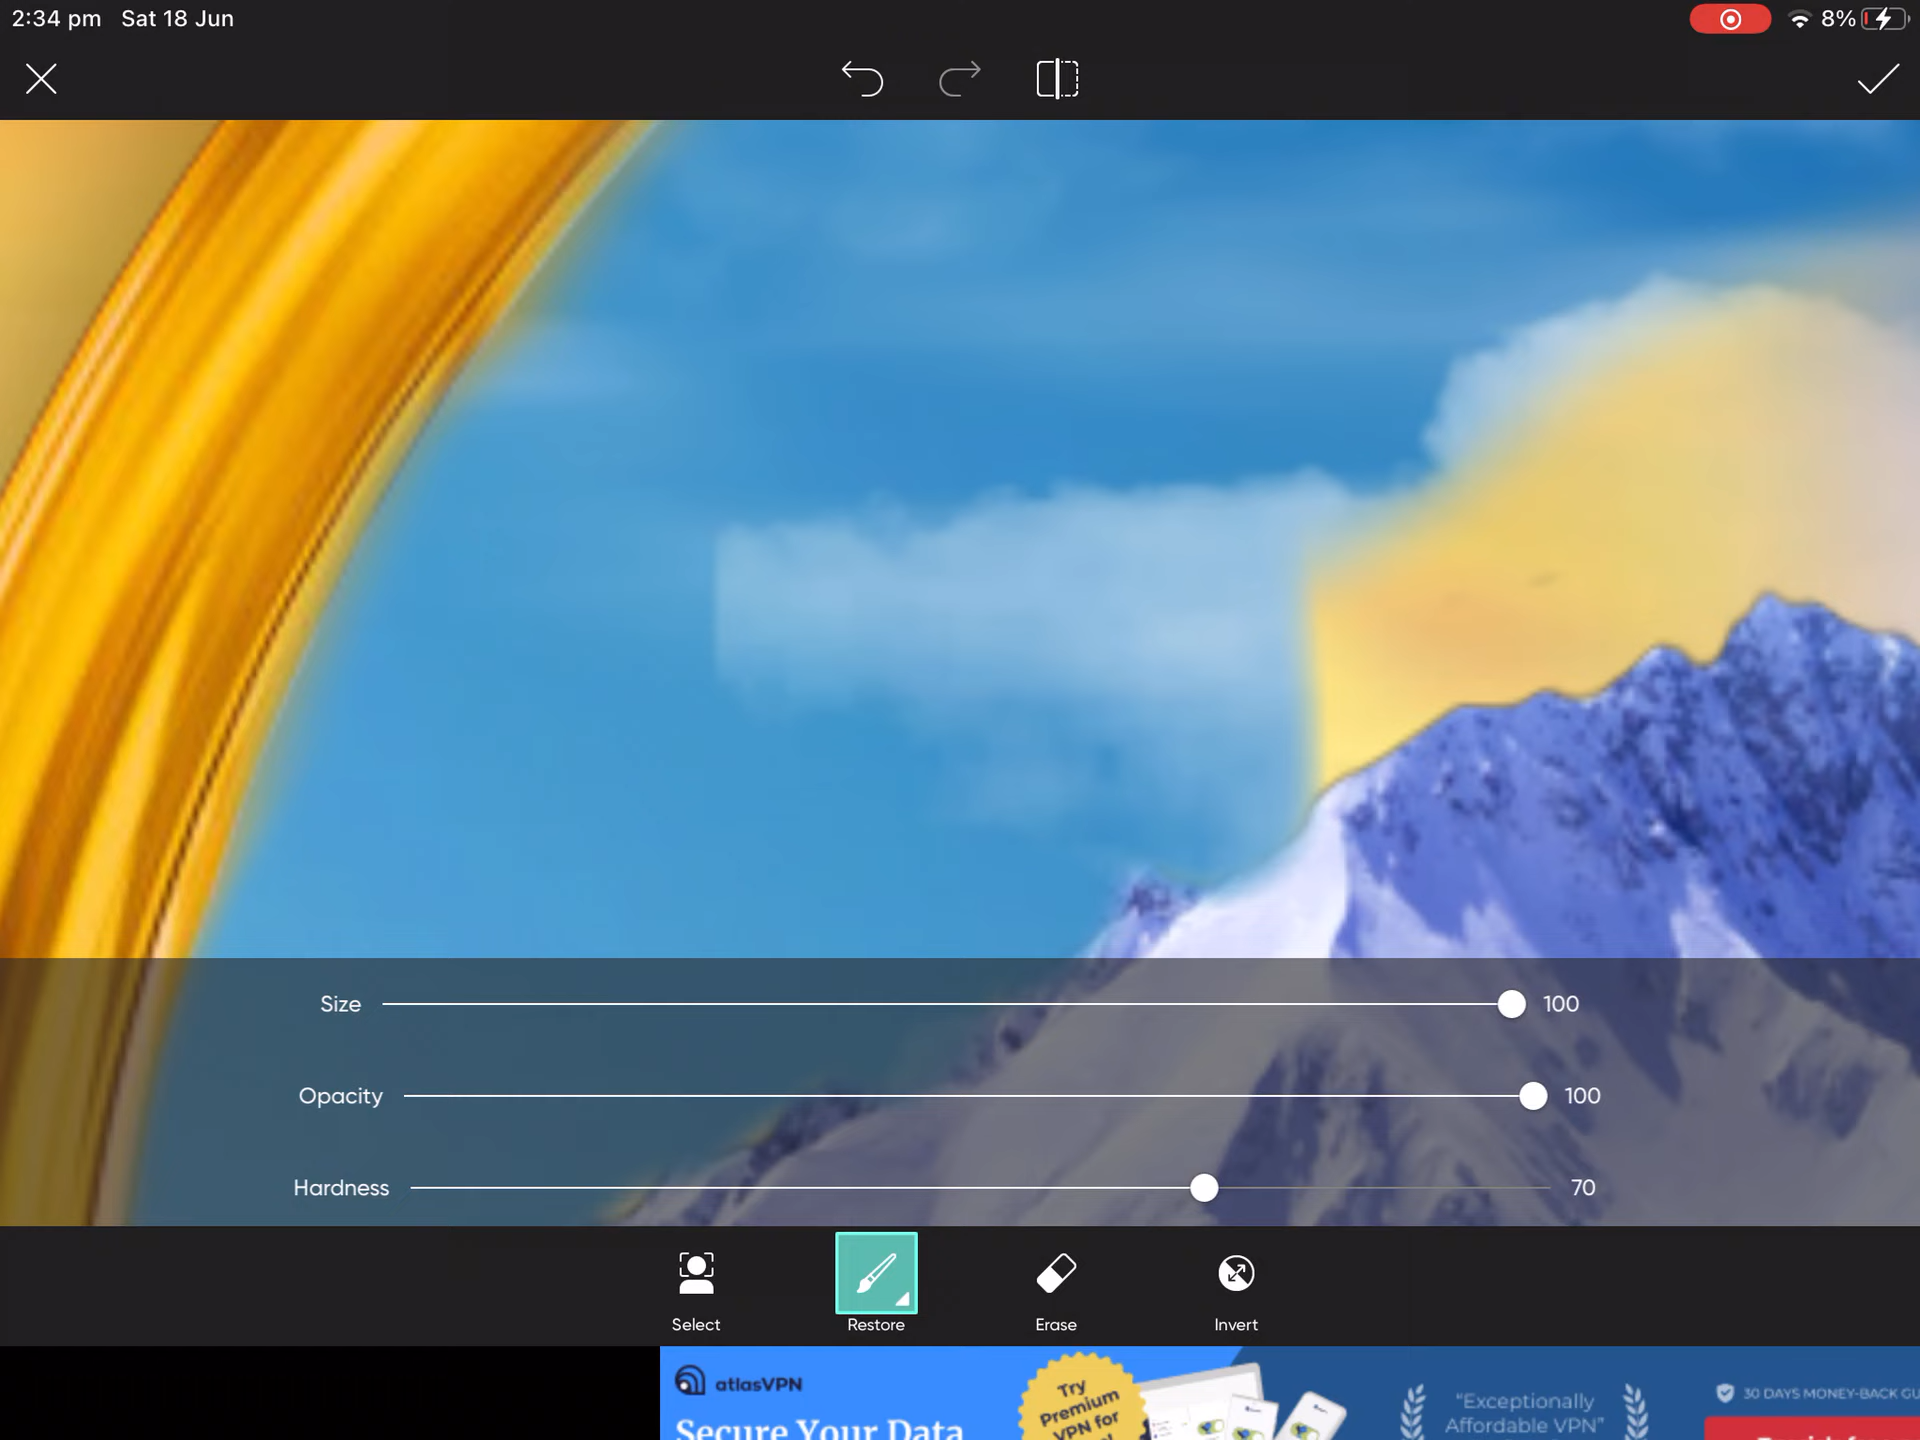 2:34 pm Sat 18 Jun
8%
Size 100
Opacity 100
Hardness 70
Select Restore Erase Invert
atlasVPN
Secure Your Data
Try
Premium
VPN for
"Exceptionally
Affordable VPN"
30 DAYS MONEY-BACK GU